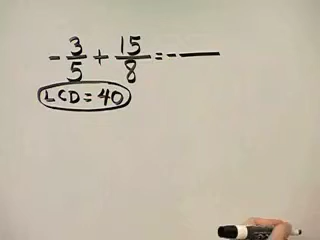 - 3/5 + 15/8 = -
LCD = 40